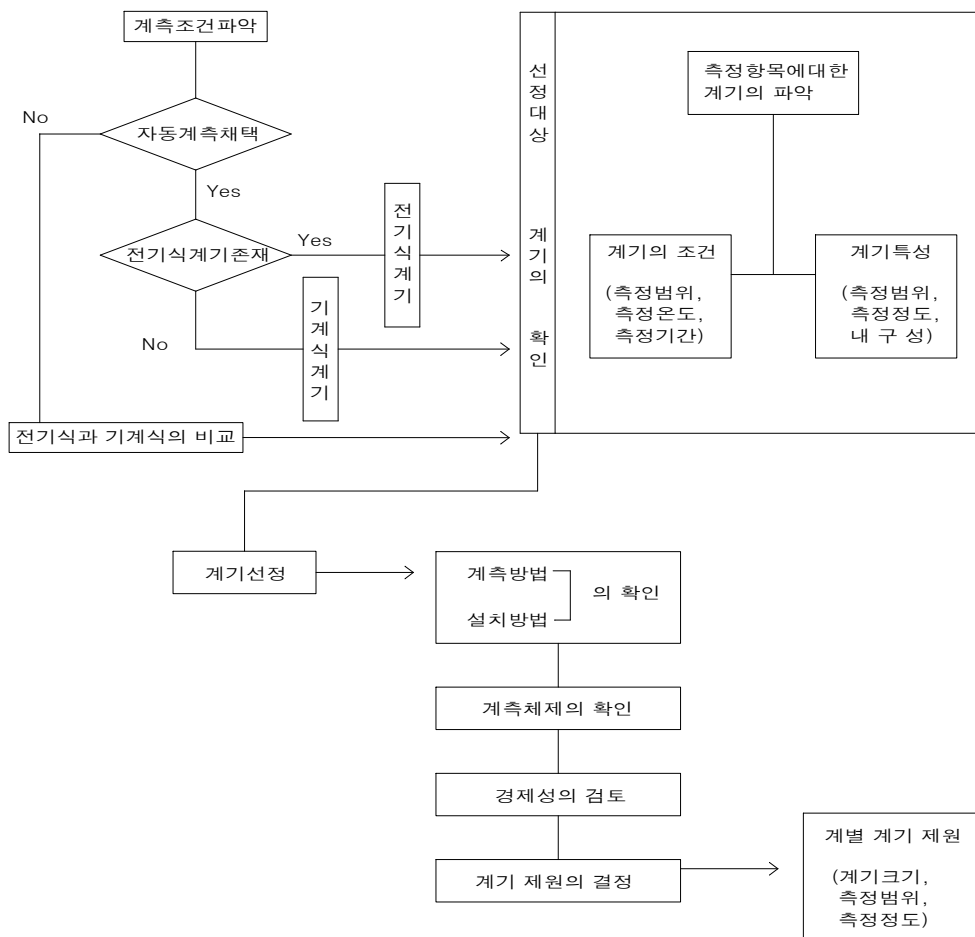 계측조건파악
No
자동계측채택
Yes
전기식계기존재
Yes
전기식계기
No
기계식계기
전기식과 기계식의 비교
선정대상 계기의 확인
측정항목에대한
계기의 파악
계기의 조건
(측정범위,
측정온도,
측정기간)
계기특성
(측정범위,
측정정도,
내 구 성)
계기선정
계측방법
의 확인
설치방법
계측체제의 확인
경제성의 검토
계기 제원의 결정
계별 계기 제원
(계기크기,
측정범위,
측정정도)